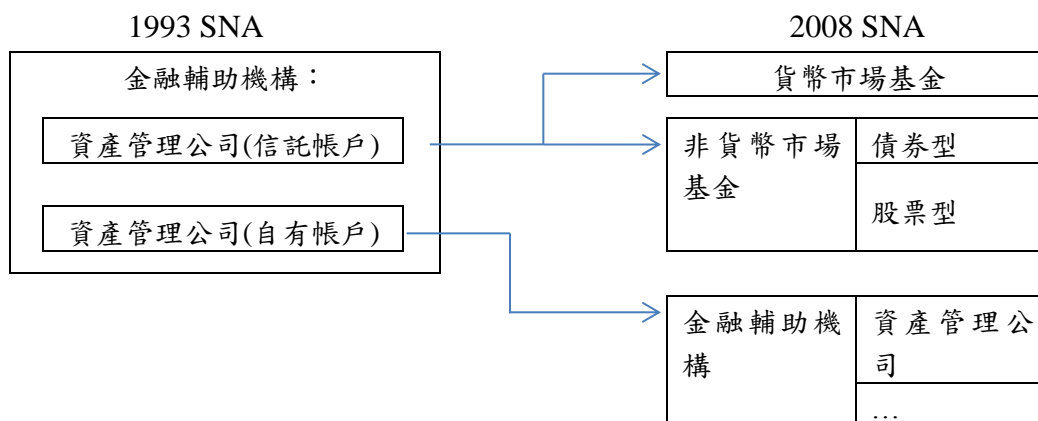 1993 SNA
2008 SNA
金融輔助機構：
資產管理公司(信託帳戶)
資產管理公司(自有帳戶)
貨幣市場基金
非貨幣市場
基金
債券型
股票型
金融輔助機
構
資產管理公
司
…